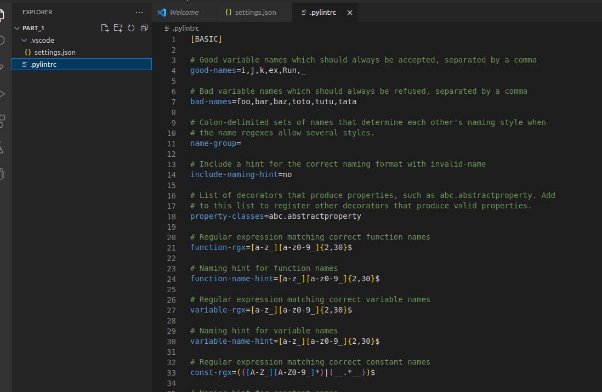 EXPLORER
PART_1
.vscode
{} settings.json
.pylintrc
Welcome
{} settings.json
.pylintrc
.pylintrc
1 [BASIC]
2
3 # Good variable names which should always be accepted, separated by a comma
4 good-names=i,j,k,ex,Run,_
5
6 # Bad variable names which should always be refused, separated by a comma
7 bad-names=foo,bar,baz,toto,tutu,tata
8
9 # Colon-delimited sets of names that determine each other's naming style when
10 # the name regexes allow several styles.
11 name-group=
12
13 # Include a hint for the correct naming format with invalid-name
14 include-naming-hint=no
15
16 # List of decorators that produce properties, such as abc.abstractproperty. Add
17 # to this list to register other decorators that produce valid properties.
18 property-classes=abc.abstractproperty
19
20 # Regular expression matching correct function names
21 function-rgx=[a-z_][a-z0-9_]{2,30}$
22
23 # Naming hint for function names
24 function-name-hint=[a-z_][a-z0-9_]{2,30}$
25
26 # Regular expression matching correct variable names
27 variable-rgx=[a-z_][a-z0-9_]{2,30}$
28
29 # Naming hint for variable names
30 variable-name-hint=[a-z_][a-z0-9_]{2,30}$
31
32 # Regular expression matching correct constant names
33 const-rgx=(([A-Z_][A-Z0-9_]*)|(__.*__))$
34